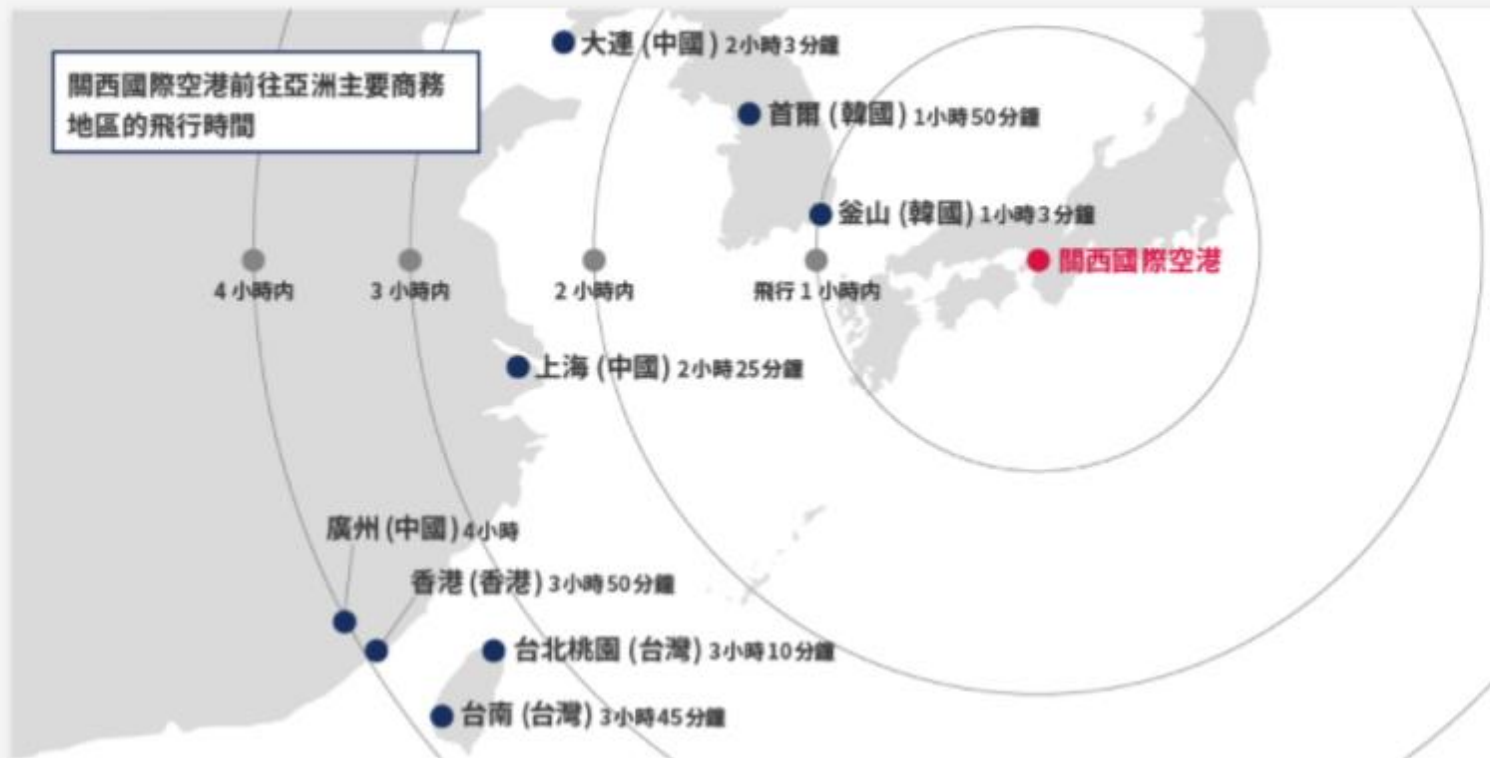 大連 (中國) 2小時3分鐘
關西國際空港前往亞洲主要商務
地區的飛行時間
首爾 (韓國) 1小時50分鐘
釜山 (韓國) 1小時3分鐘
關西國際空港
4 小時内
3 小時内
2 小時内
飛行 1 小時内
上海 (中國) 2小時25分鐘
廣州 (中國) 4小時
香港 (香港) 3小時50分鐘
台北桃園 (台灣) 3小時10分鐘
台南 (台灣) 3小時45分鐘